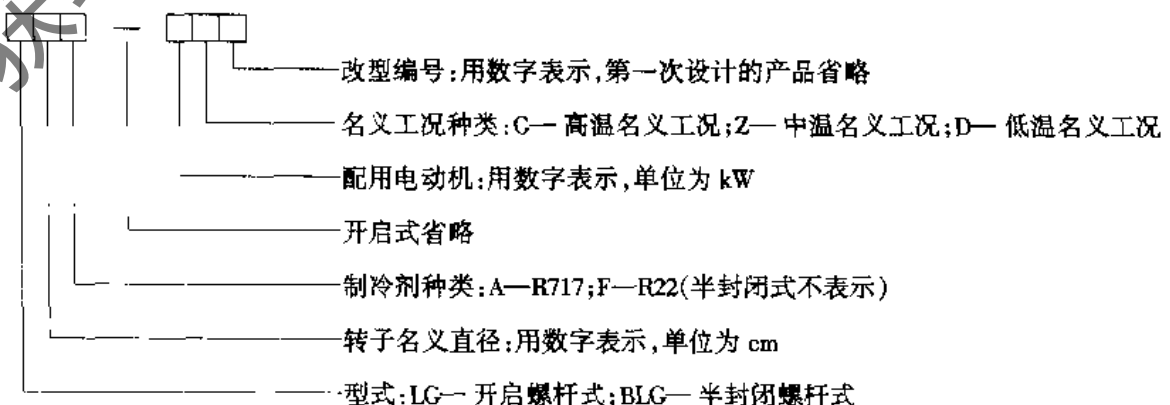 改型编号:用数字表示,第一次设计的产品省略
名义工况种类:G— 高温名义工况;Z— 中温名义工况;D— 低温名义工况
配用电动机:用数字表示,单位为 kW
开启式省略
制冷剂种类:A—R717;F—R22(半封闭式不表示)
转子名义直径:用数字表示,单位为 cm
型式:LG— 开启螺杆式;BLG— 半封闭螺杆式